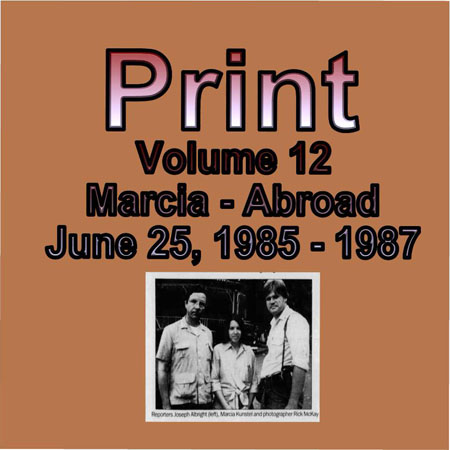 Print
Volume 12
Marcia - Abroad
June 25, 1985 - 1987
Reporters Joseph Albright (left), Marcia Kunstel and photographer Rick McKay